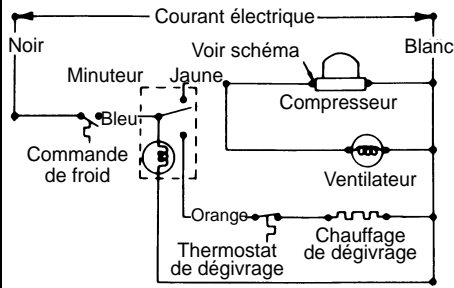 Courant électrique
Noir
Voir schéma
Blanc
Minuteur
Jaune
Compresseur
Bleu
Commande
de froid
Ventilateur
Orange
Thermostat
de dégivrage
Chauffage
de dégivrage